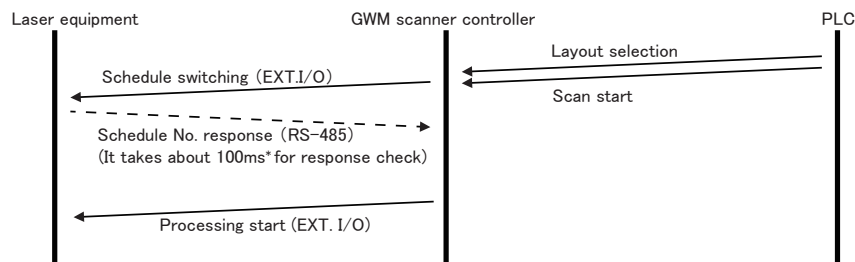 Laser equipment
GWM scanner controller
PLC
Layout selection
Schedule switching (EXT.I/O)
Scan start
Schedule No. response (RS-485)
(It takes about 100ms* for response check)
Processing start (EXT. I/O)